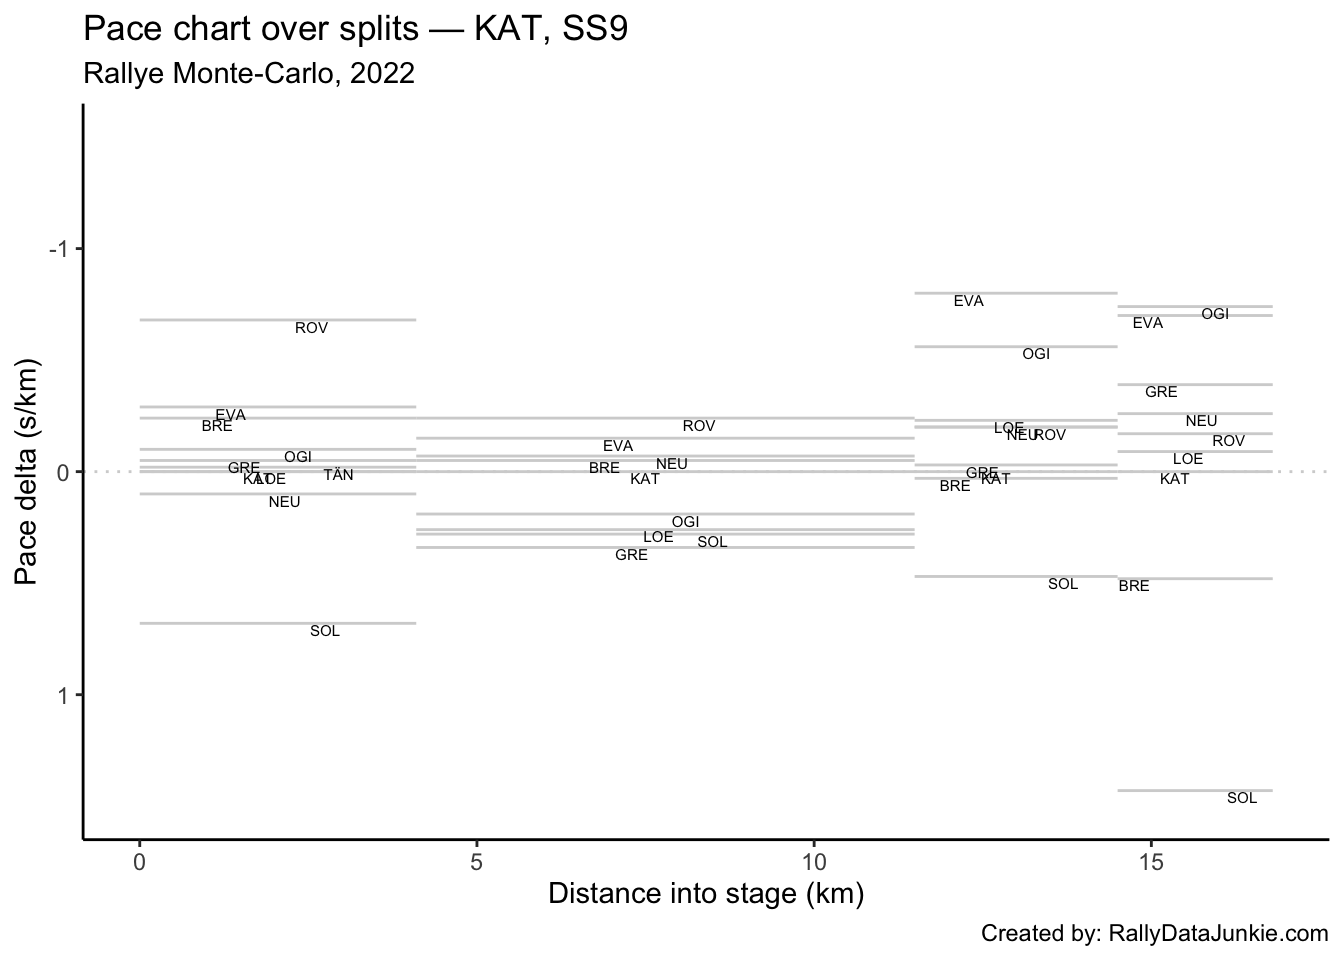 Pace chart over splits — KAT, SS9
Rallye Monte-Carlo, 2022
Pace delta (s/km)
-1
0
1
ROV
EVA
BRE
OGI
GRE
TÄN
KAT
LOE
NEU
SOL
ROV
EVA
NEU
BRE
KAT
OGI
LOE
SOL
GRE
EVA
OGI
LOE
NEU
ROV
GRE
KAT
BRE
SOL
OGI
EVA
GRE
NEU
ROV
LOE
KAT
BRE
SOL
0 5 10 15
Distance into stage (km)
Created by: RallyDataJunkie.com